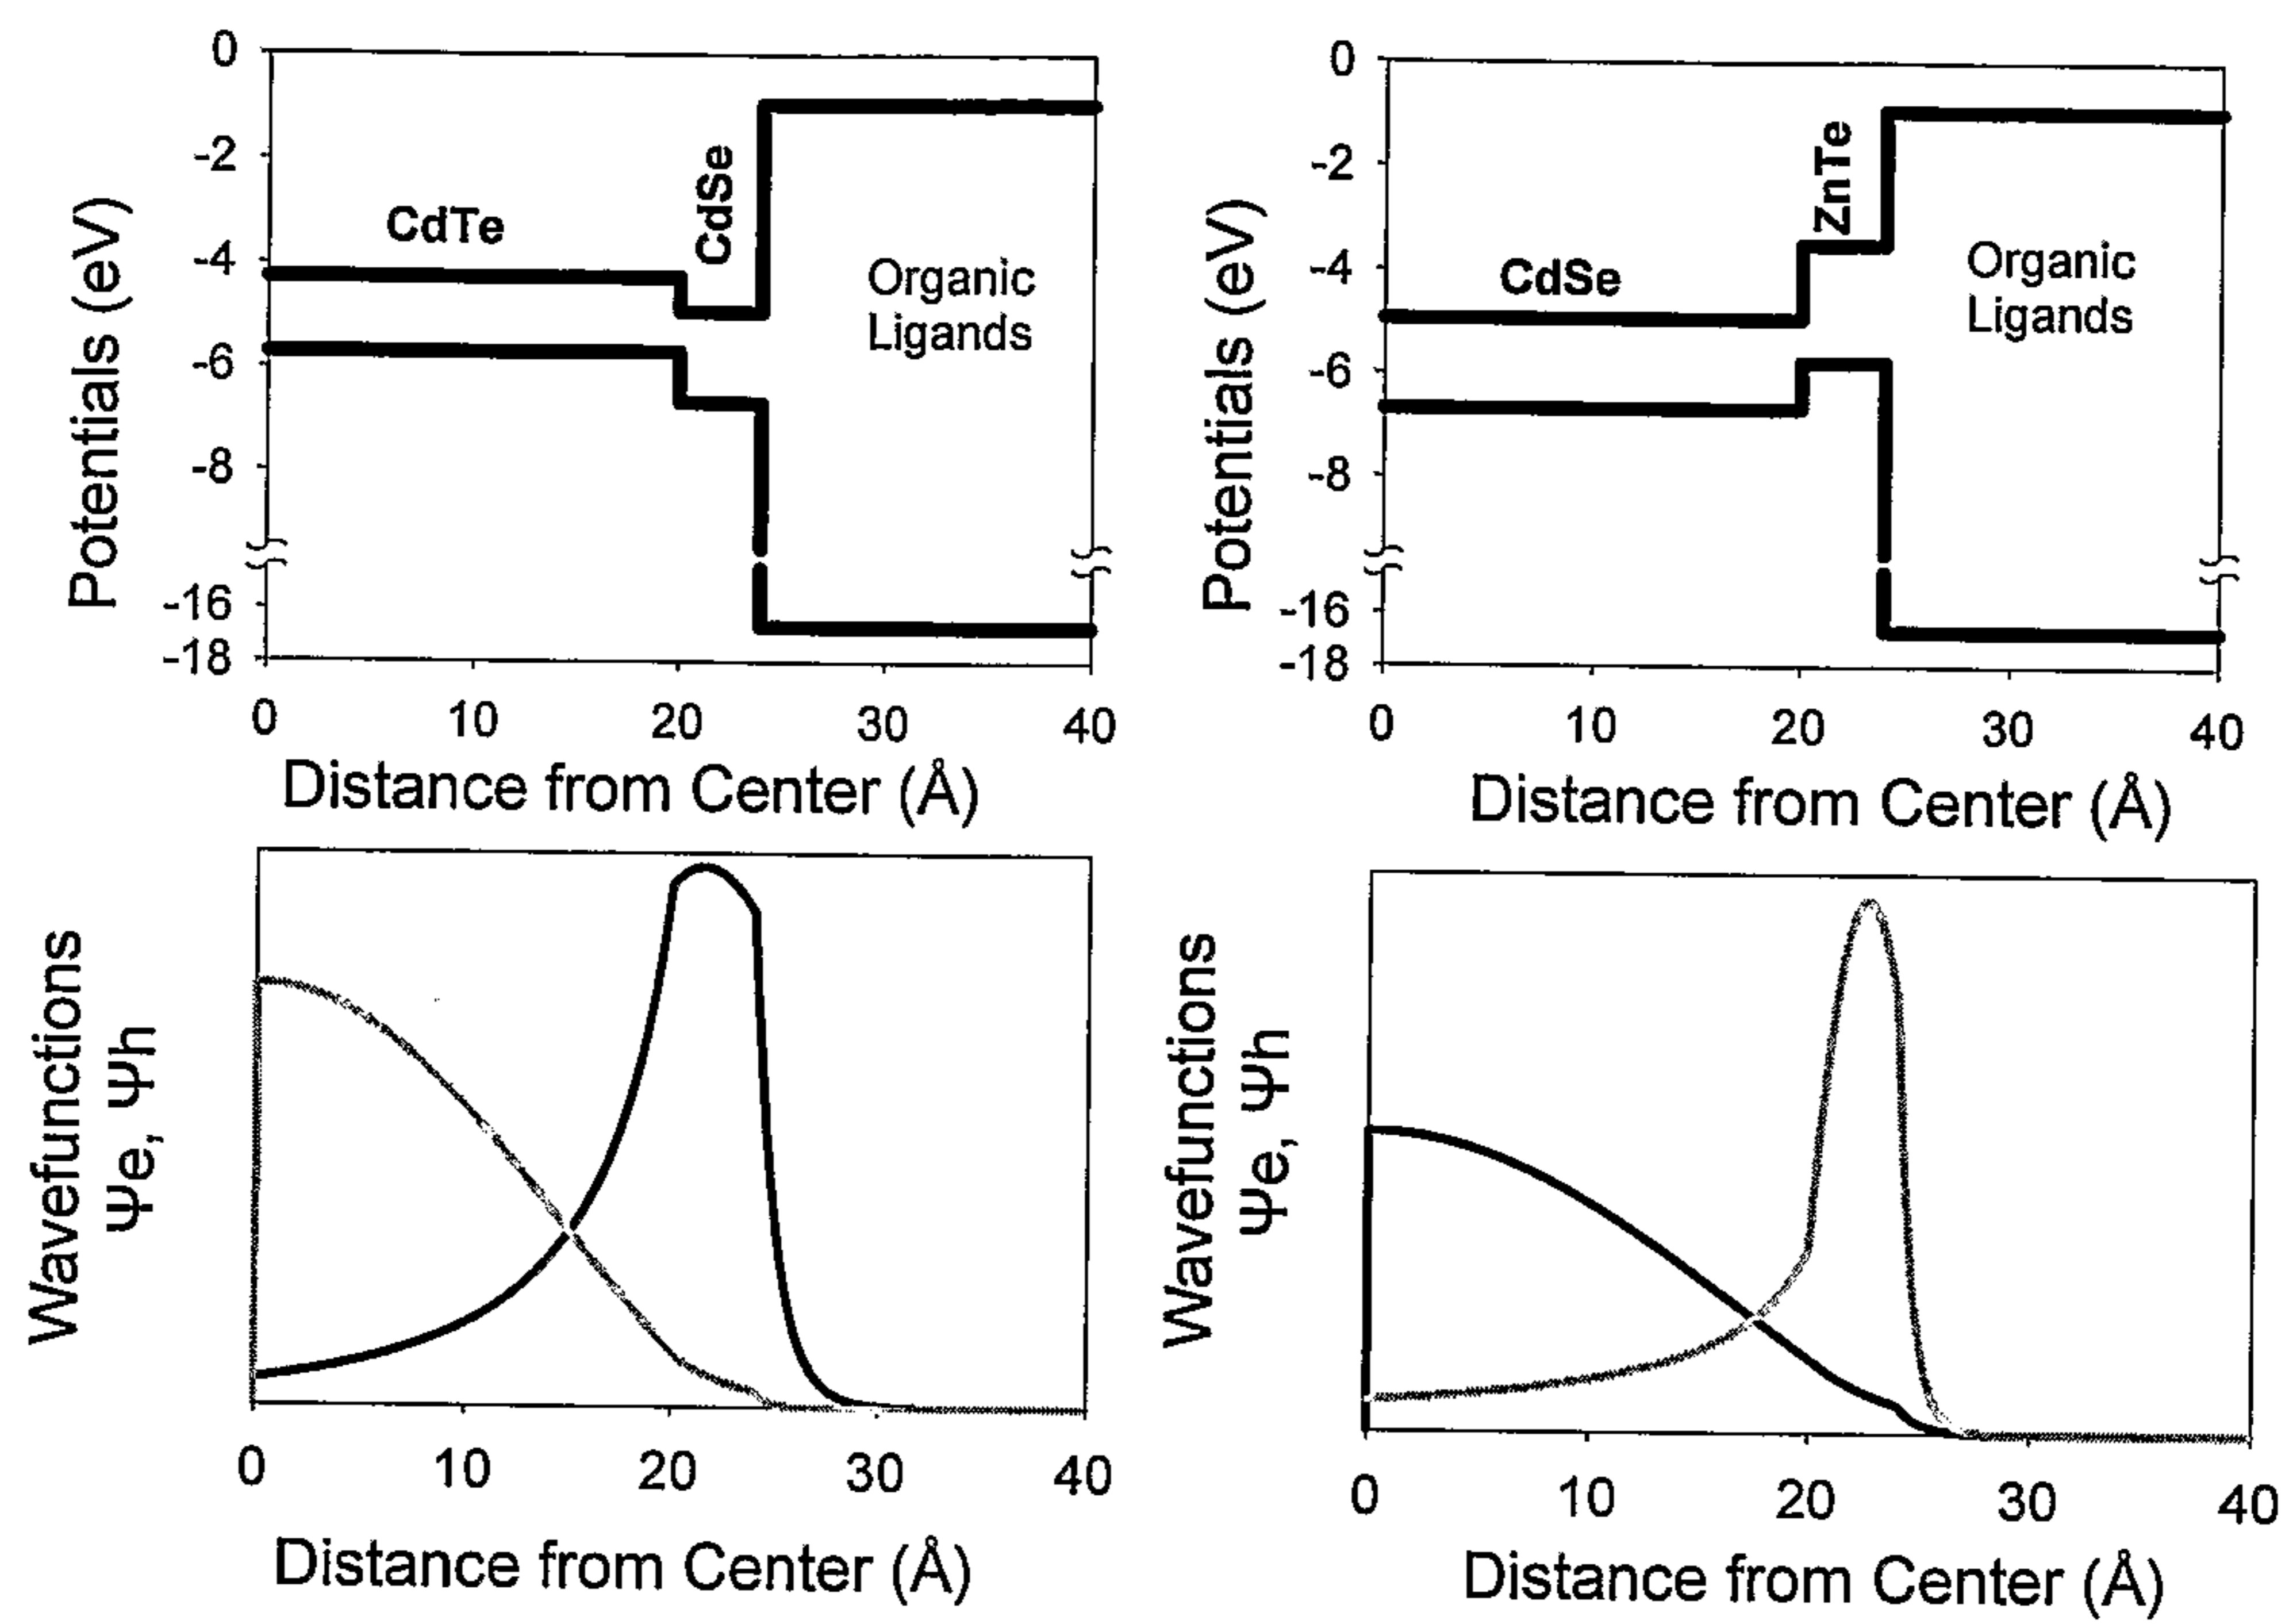 0
-2
-4
-6
-8
-16
-18
Potentials (eV)
CdTe
CdSe
Organic
Ligands
0
10
20
30
40
Distance from Center (Å)
0
-2
-4
-6
-8
-16
-18
Potentials (eV)
CdSe
ZnTe
Organic
Ligands
0
10
20
30
40
Distance from Center (Å)
Wavefunctions
Ψe, Ψh
0
10
20
30
40
Distance from Center (Å)
Wavefunctions
Ψe, Ψh
0
10
20
30
40
Distance from Center (Å)